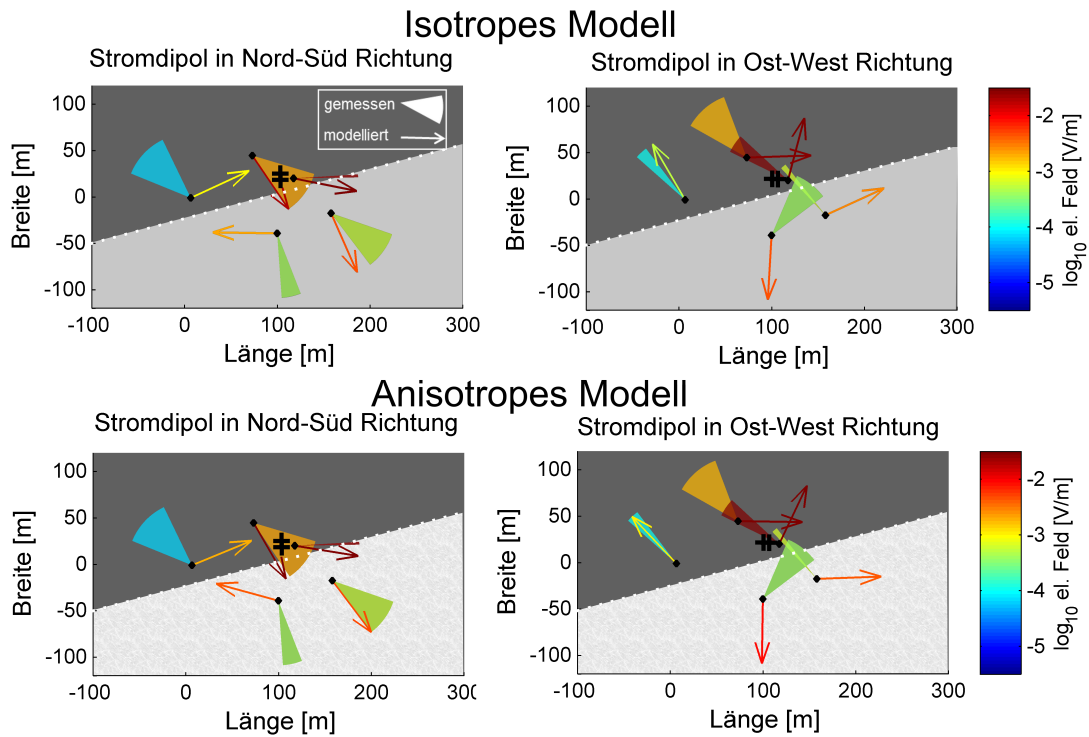 Isotropes Modell
Stromdipol in Nord-Süd Richtung
Stromdipol in Ost-West Richtung
gemessen
modelliert
100
50
0
-50
-100
Breite [m]
-100 0 100 200 300
Länge [m]
100
50
0
-50
-100
Breite [m]
-100 0 100 200 300
Länge [m]
-2
-3
-4
-5
log10 el. Feld [V/m]
Anisotropes Modell
Stromdipol in Nord-Süd Richtung
Stromdipol in Ost-West Richtung
100
50
0
-50
-100
Breite [m]
-100 0 100 200 300
Länge [m]
100
50
0
-50
-100
Breite [m]
-100 0 100 200 300
Länge [m]
-2
-3
-4
-5
log10 el. Feld [V/m]